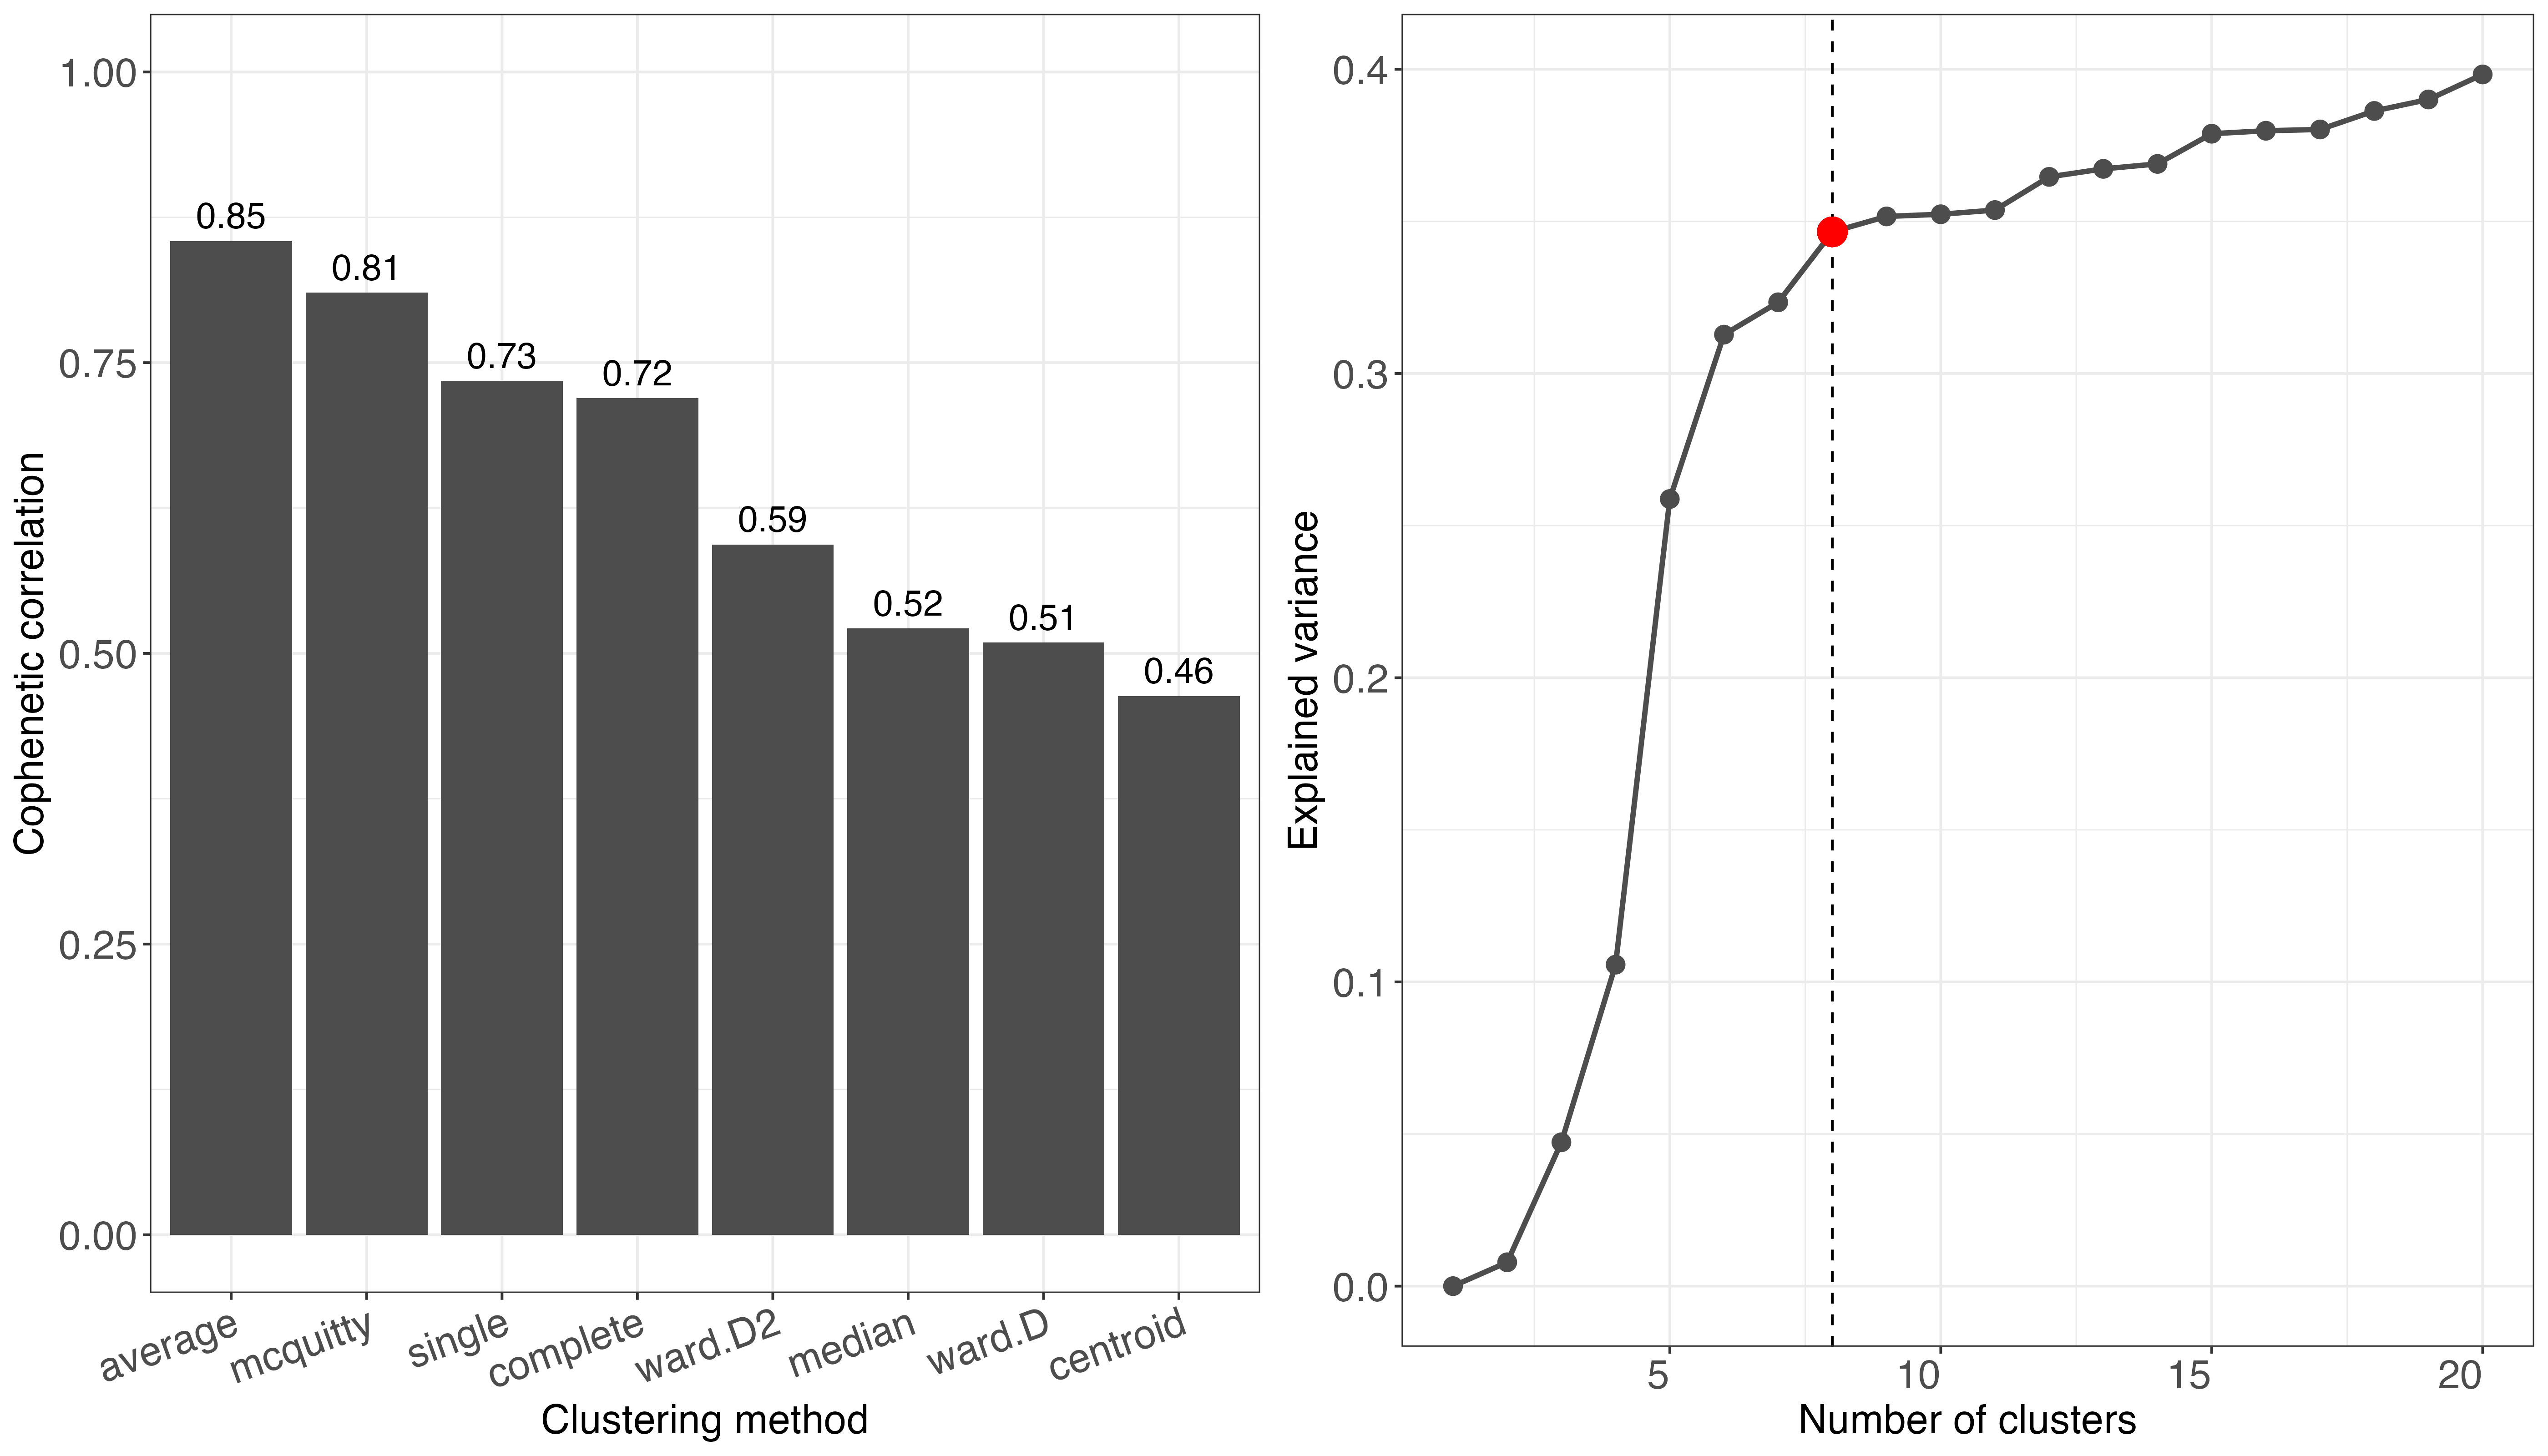 Cophenetic correlation
1.00
0.75
0.50
0.25
0.00
0.85
0.81
0.73
0.72
0.59
0.52
0.51
0.46
average
mcquitty
single
complete
ward.D2
median
ward.D
centroid
Clustering method
Explained variance
0.4
0.3
0.2
0.1
0.0
5
10
15
20
Number of clusters